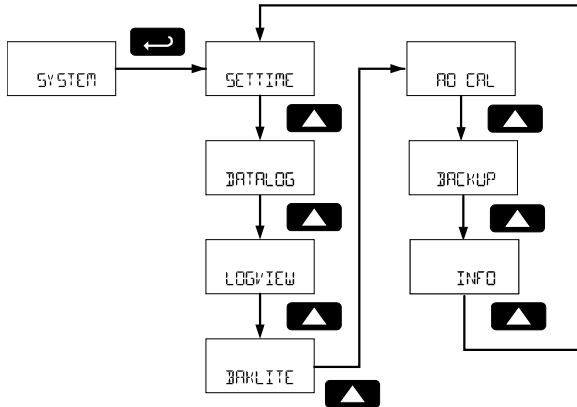 SYSTEM
SETTIME
DATALOG
LOGVIEW
BAKLITE
AO CAL
BACKUP
INFO